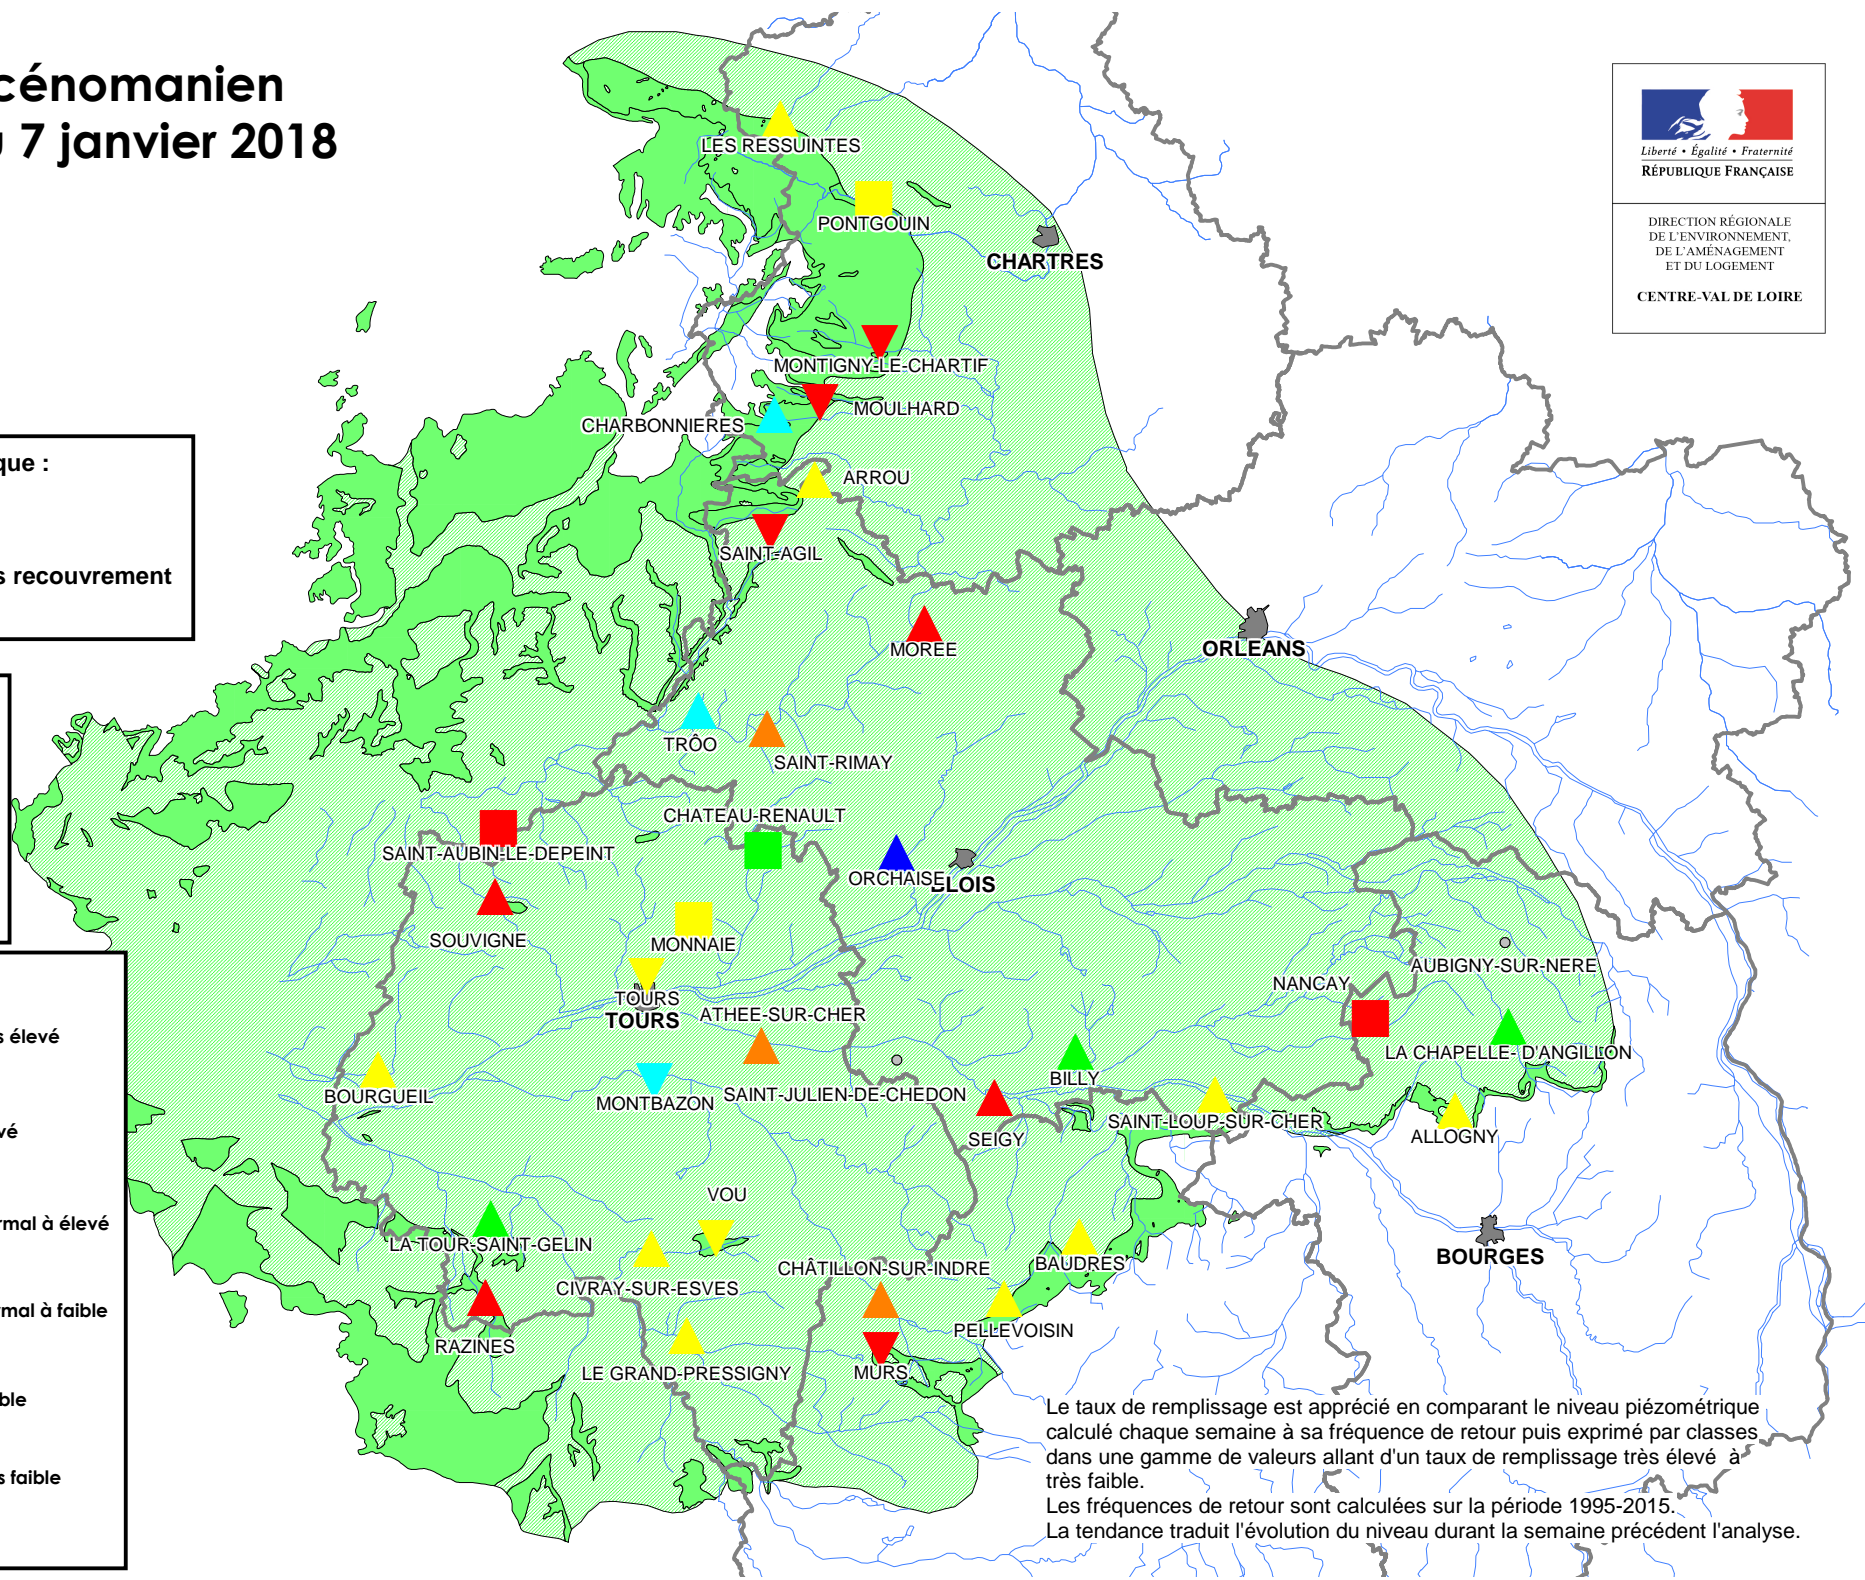 cénomanien
7 janvier 2018
Liberté • Égalité • Fraternité
RÉPUBLIQUE FRANÇAISE
DIRECTION RÉGIONALE
DE L'ENVIRONNEMENT,
DE L'AMÉNAGEMENT
ET DU LOGEMENT
CENTRE-VAL DE LOIRE
LES RESSUINTES
PONTGOUIN
CHARTRES
MONTIGNY-LE-CHARTIF
MOULHARD
CHARBONNIERES
que :
ARROU
SAINT-AGIL
s recouvrement
MOREE
ORLEANS
TRÔO
SAINT-RIMAY
CHATEAU-RENAULT
SAINT-AUBIN-LE-DEPEINT
ORCHAISE
BLOIS
SOUVIGNE
MONNAIE
AUBIGNY-SUR-NERE
NANCAY
TOURS
TOURS
ATHEE-SUR-CHER
s élevé
LA CHAPELLE- D'ANGILLON
BILLY
BOURGUEIL
MONTBAZON
SAINT-JULIEN-DE-CHEDON
SAINT-LOUP-SUR-CHER
vé
SEIGY
ALLOGNY
VOU
rmal à élevé
LA TOUR-SAINT-GELIN
BOURGES
BAUDRES
CHÂTILLON-SUR-INDRE
CIVRAY-SUR-ESVES
rmal à faible
PELLEVOISIN
RAZINES
LE GRAND-PRESSIGNY
MURS
ble
s faible
Le taux de remplissage est apprécié en comparant le niveau piézométrique
calculé chaque semaine à sa fréquence de retour puis exprimé par classes
dans une gamme de valeurs allant d'un taux de remplissage très élevé à
très faible.
Les fréquences de retour sont calculées sur la période 1995-2015.
La tendance traduit l'évolution du niveau durant la semaine précédent l'analyse.